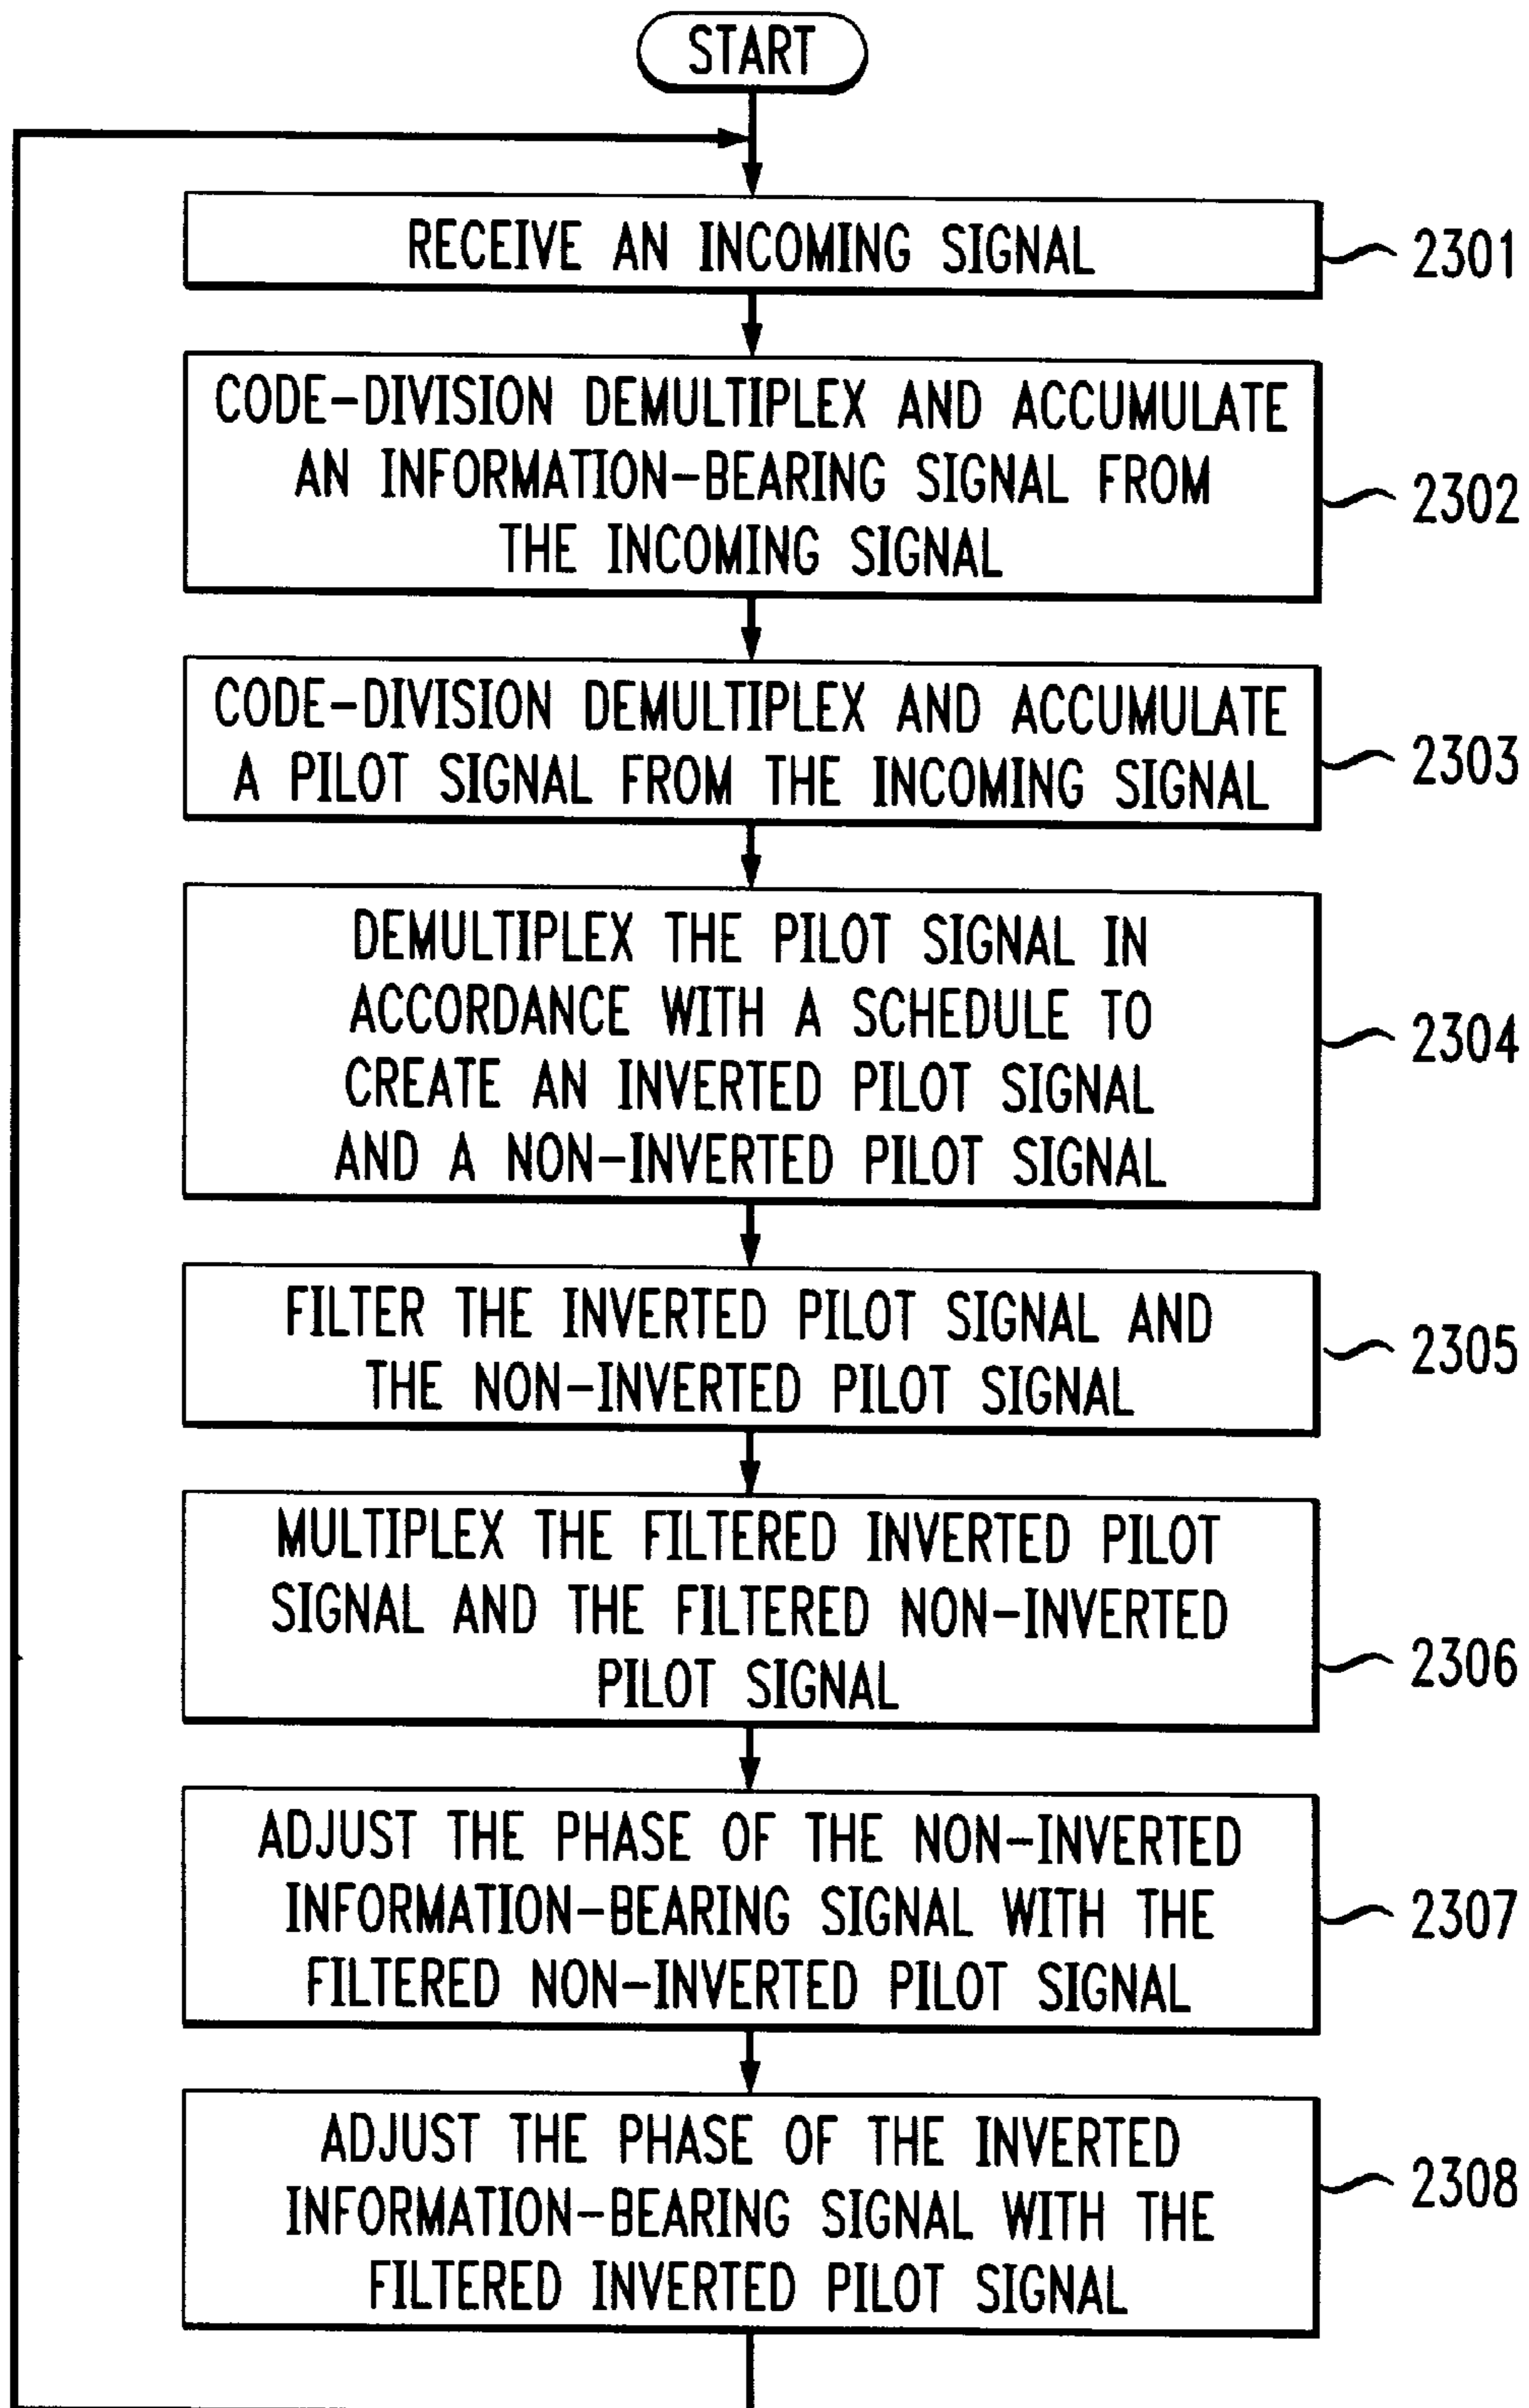 START
RECEIVE AN INCOMING SIGNAL
2301
CODE-DIVISION DEMULTIPLEX AND ACCUMULATE
AN INFORMATION-BEARING SIGNAL FROM
THE INCOMING SIGNAL
2302
CODE-DIVISION DEMULTIPLEX AND ACCUMULATE
A PILOT SIGNAL FROM THE INCOMING SIGNAL
2303
DEMULTIPLEX THE PILOT SIGNAL IN
ACCORDANCE WITH A SCHEDULE TO
CREATE AN INVERTED PILOT SIGNAL
AND A NON-INVERTED PILOT SIGNAL
2304
FILTER THE INVERTED PILOT SIGNAL AND
THE NON-INVERTED PILOT SIGNAL
2305
MULTIPLEX THE FILTERED INVERTED PILOT
SIGNAL AND THE FILTERED NON-INVERTED
PILOT SIGNAL
2306
ADJUST THE PHASE OF THE NON-INVERTED
INFORMATION-BEARING SIGNAL WITH THE
FILTERED NON-INVERTED PILOT SIGNAL
2307
ADJUST THE PHASE OF THE INVERTED
INFORMATION-BEARING SIGNAL WITH THE
FILTERED INVERTED PILOT SIGNAL
2308